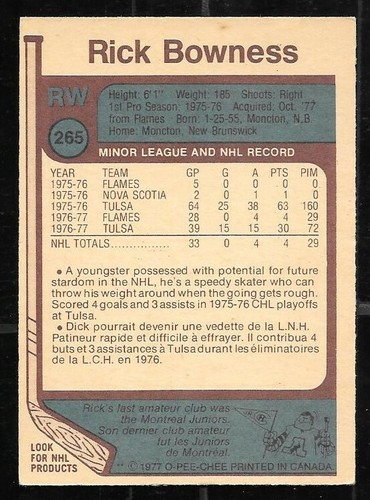 Rick Bowness
RW
Height: 6'1" Weight: 185 Shoots: Right
1st Pro Season: 1975-76 Acquired: Oct. '77
from Flames Born: 1-25-55, Moncton, N.B.
Home: Moncton, New Brunswick
265
MINOR LEAGUE AND NHL RECORD
YEAR TEAM GP G A PTS PIM
1975-76 FLAMES 5 0 0 0 0
1975-76 NOVA SCOTIA 2 0 1 1 0
1975-76 TULSA 64 25 38 63 160
1976-77 FLAMES 28 0 4 4 29
1976-77 TULSA 39 15 15 30 72
NHL TOTALS............... 33 0 4 4 29
• A youngster possessed with potential for future
stardom in the NHL, he's a speedy skater who can
throw his weight around when the going gets rough.
Scored 4 goals and 3 assists in 1975-76 CHL playoffs
at Tulsa.
• Dick pourrait devenir une vedette de la L.N.H.
Patineur rapide et difficile à effrayer. Il contribua 4
buts et 3 assistances à Tulsa durant les éliminatoires
de la L.C.H. en 1976.
Rick's last amateur club was
the Montreal Juniors.
Son dernier club amateur
fut les Juniors
de Montréal.
LOOK
FOR NHL
PRODUCTS
** © 1977 O-PEE-CHEE PRINTED IN CANADA